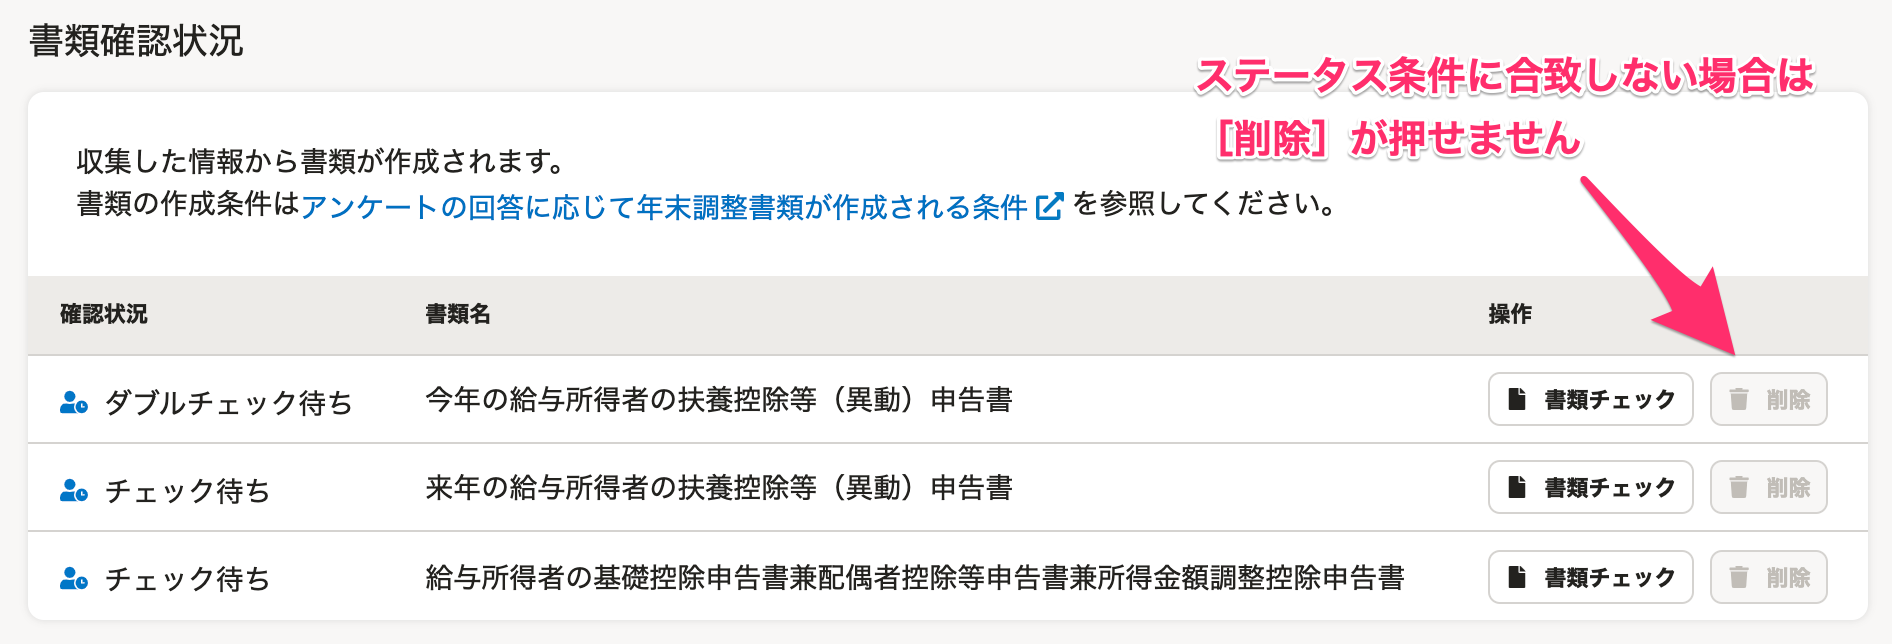 書類確認状況
ステータス条件に合致しない場合は
［削除］が押せません
収集した情報から書類が作成されます。
書類の作成条件はアンケートの回答に応じて年末調整書類が作成される条件 を参照してください。
確認状況 書類名 操作
ダブルチェック待ち 今年の給与所得者の扶養控除等（異動）申告書 書類チェック 削除
チェック待ち 来年の給与所得者の扶養控除等（異動）申告書 書類チェック 削除
チェック待ち 給与所得者の基礎控除申告書兼配偶者控除等申告書兼所得金額調整控除申告書 書類チェック 削除